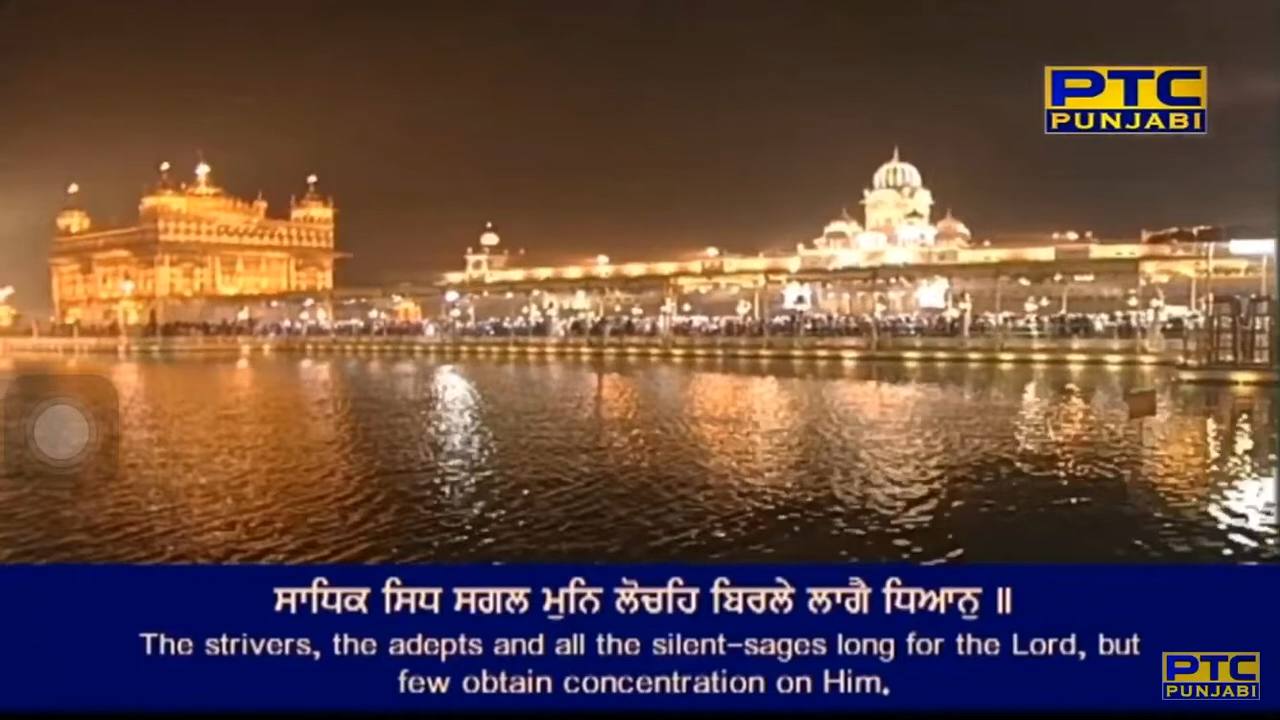 PTC
PUNJABI
ਸਾਧਿਕ ਸਿਧ ਸਗਲ ਮੁਨਿ ਲੋਚਹਿ ਬਿਰਲੇ ਲਾਗੈ ਧਿਆਨੁ ॥
The strivers, the adepts and all the silent-sages long for the Lord, but
few obtain concentration on Him.
PTC
PUNJABI